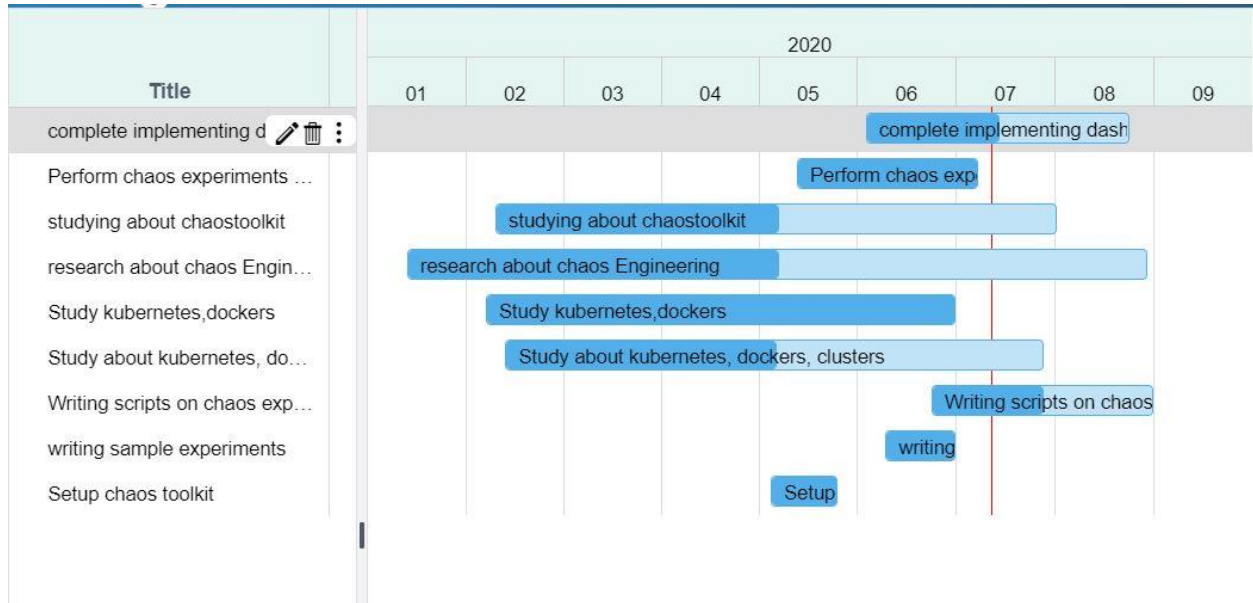 2020
Title
01 02 03 04 05 06 07 08 09
complete implementing d
complete implementing dash
Perform chaos experiments ...
Perform chaos exp
studying about chaostoolkit
studying about chaostoolkit
research about chaos Engin...
research about chaos Engineering
Study kubernetes,dockers
Study kubernetes,dockers
Study about kubernetes, do...
Study about kubernetes, dockers, clusters
Writing scripts on chaos exp...
Writing scripts on chaos
writing sample experiments
writing
Setup chaos toolkit
Setup